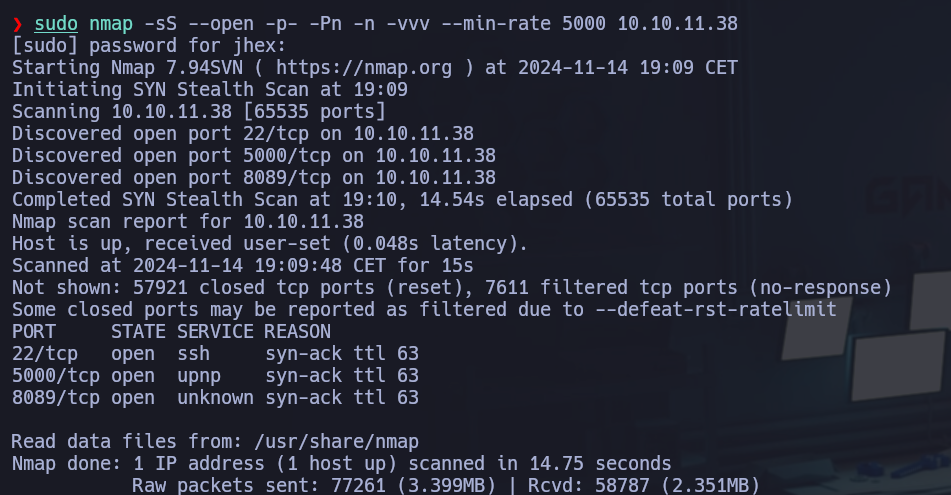 ❯ sudo nmap -sS --open -p- -Pn -n -vvv --min-rate 5000 10.10.11.38
[sudo] password for jhex:
Starting Nmap 7.94SVN ( https://nmap.org ) at 2024-11-14 19:09 CET
Initiating SYN Stealth Scan at 19:09
Scanning 10.10.11.38 [65535 ports]
Discovered open port 22/tcp on 10.10.11.38
Discovered open port 5000/tcp on 10.10.11.38
Discovered open port 8089/tcp on 10.10.11.38
Completed SYN Stealth Scan at 19:10, 14.54s elapsed (65535 total ports)
Nmap scan report for 10.10.11.38
Host is up, received user-set (0.048s latency).
Scanned at 2024-11-14 19:09:48 CET for 15s
Not shown: 57921 closed tcp ports (reset), 7611 filtered tcp ports (no-response)
Some closed ports may be reported as filtered due to --defeat-rst-ratelimit
PORT     STATE SERVICE REASON
22/tcp   open  ssh     syn-ack ttl 63
5000/tcp open  upnp    syn-ack ttl 63
8089/tcp open  unknown syn-ack ttl 63
Read data files from: /usr/share/nmap
Nmap done: 1 IP address (1 host up) scanned in 14.75 seconds
           Raw packets sent: 77261 (3.399MB) | Rcvd: 58787 (2.351MB)